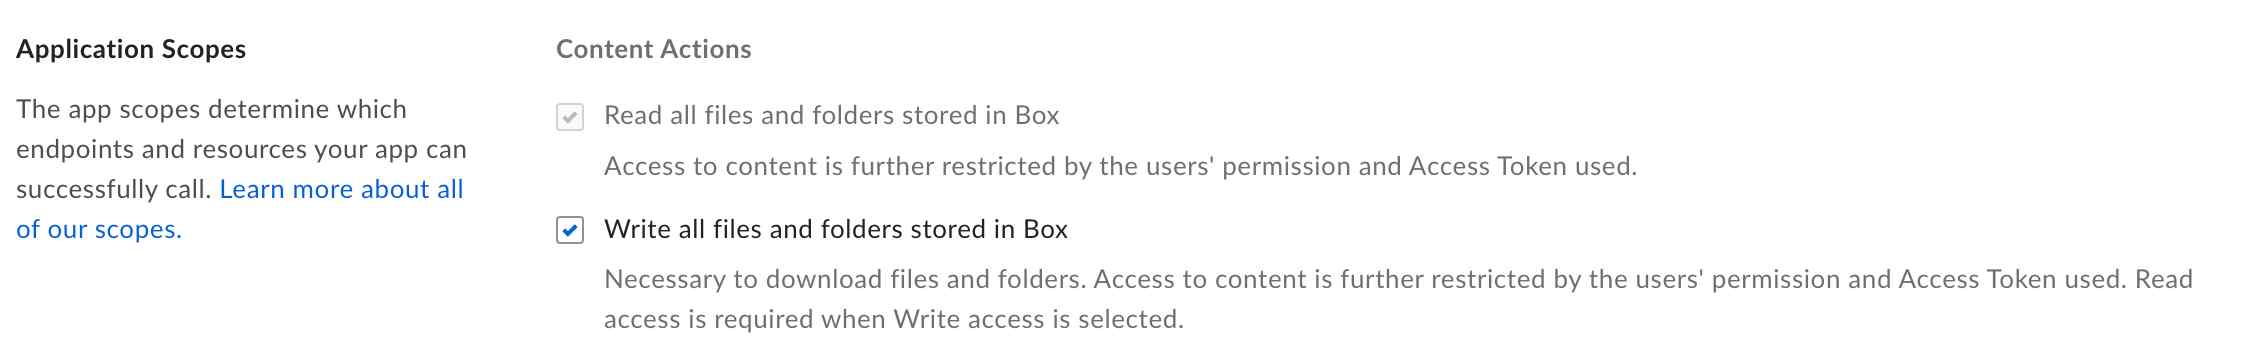 Application Scopes
The app scopes determine which
endpoints and resources your app can
successfully call. Learn more about all
of our scopes.
Content Actions
Read all files and folders stored in Box
Access to content is further restricted by the users' permission and Access Token used.
Write all files and folders stored in Box
Necessary to download files and folders. Access to content is further restricted by the users' permission and Access Token used. Read
access is required when Write access is selected.